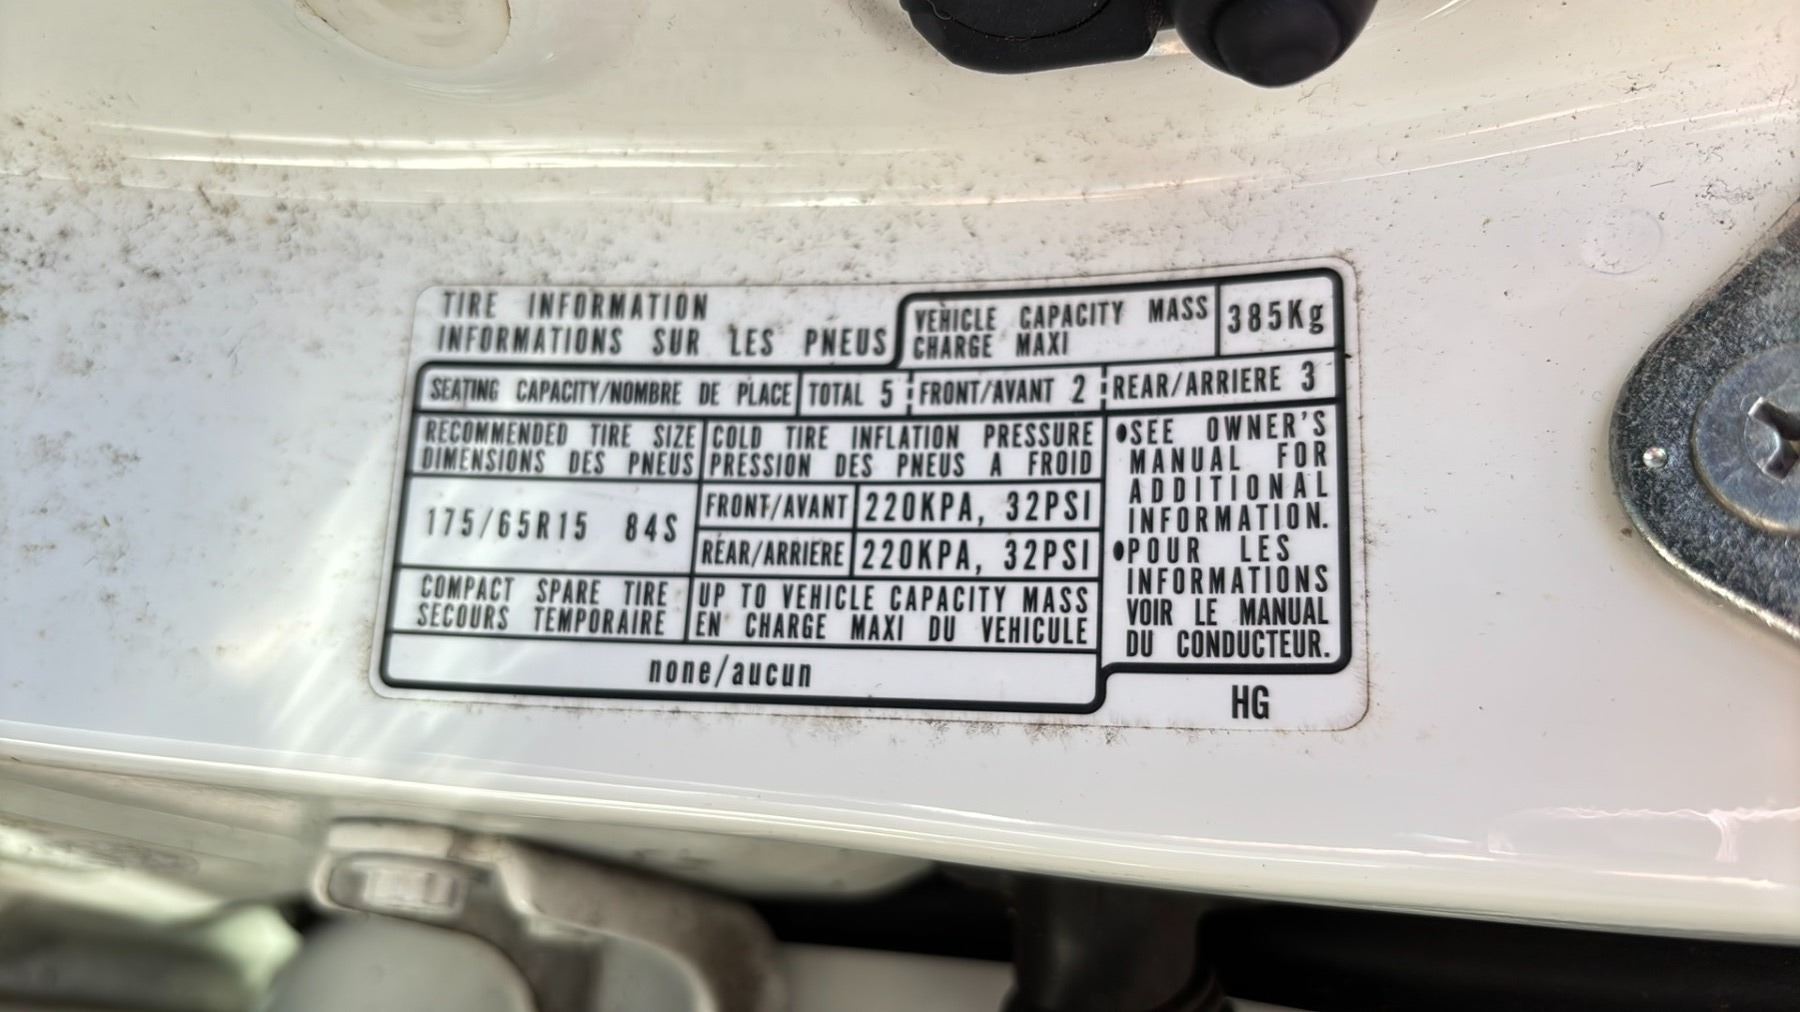 TIRE INFORMATION
INFORMATIONS SUR LES PNEUS
VEHICLE CAPACITY MASS
CHARGE MAXI
385Kg
SEATING CAPACITY/NOMBRE DE PLACE
TOTAL 5
FRONT/AVANT 2
REAR/ARRIERE 3
RECOMMENDED TIRE SIZE
DIMENSIONS DES PNEUS
COLD TIRE INFLATION PRESSURE
PRESSION DES PNEUS A FROID
175/65R15 84S
FRONT/AVANT
220KPA, 32PSI
REAR/ARRIERE
220KPA, 32PSI
COMPACT SPARE TIRE
SECOURS TEMPORAIRE
UP TO VEHICLE CAPACITY MASS
EN CHARGE MAXI DU VEHICULE
none/aucun
●SEE OWNER'S
MANUAL FOR
ADDITIONAL
INFORMATION.
●POUR LES
INFORMATIONS
VOIR LE MANUAL
DU CONDUCTEUR.
HG